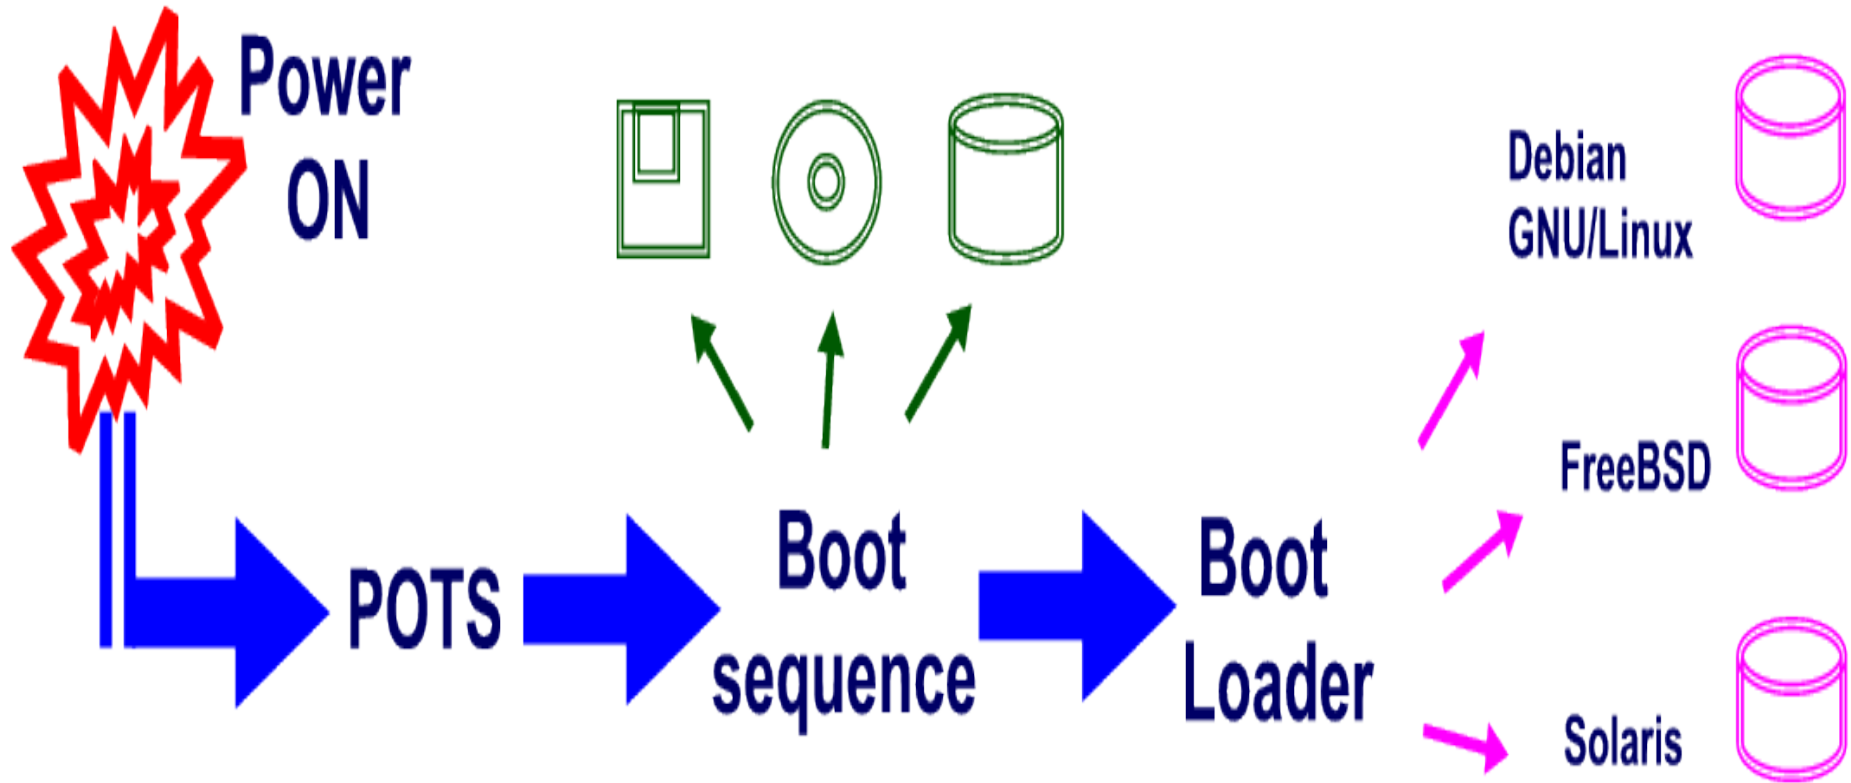 Power
ON
POTS
Boot
sequence
Boot
Loader
Debian
GNU/Linux
FreeBSD
Solaris